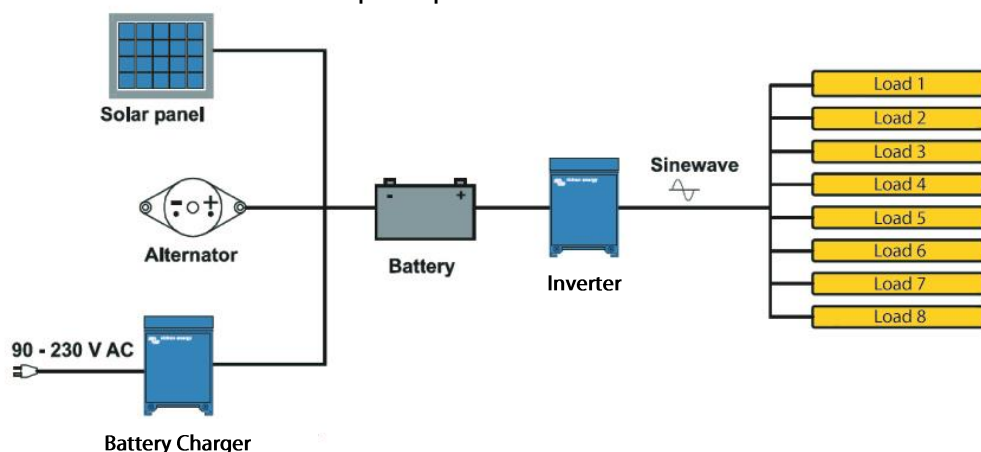 Solar panel
- +
Alternator
- +
Battery
90 - 230 V AC
Battery Charger
Inverter
Sinewave
Load 1
Load 2
Load 3
Load 4
Load 5
Load 6
Load 7
Load 8